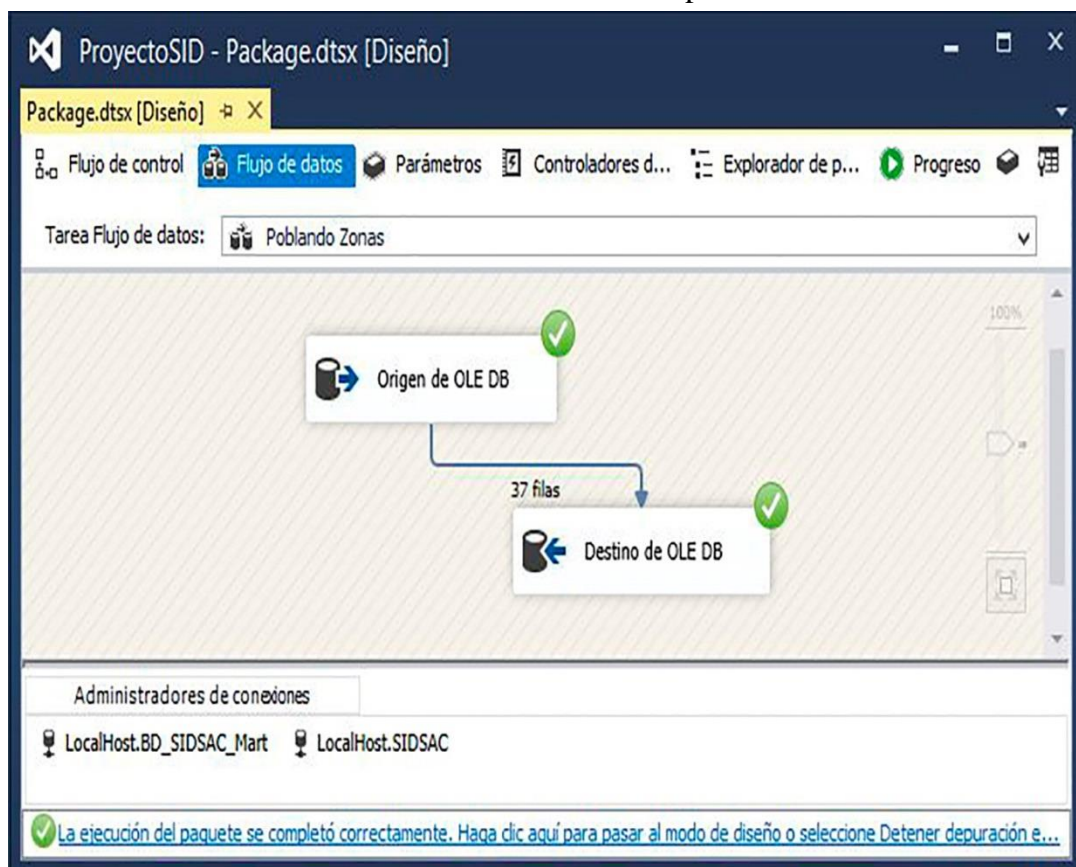 ProyectoSID - Package.dtsx [Diseño]
Package.dtsx [Diseño]
Flujo de control Flujo de datos Parámetros Controladores d... Explorador de p... Progreso
Tarea Flujo de datos: Poblando Zonas
100%
Origen de OLE DB
37 filas
Destino de OLE DB
Administradores de conexiones
LocalHost.BD_SIDSAC_Mart LocalHost.SIDSAC
La ejecución del paquete se completó correctamente. Haga clic aquí para pasar al modo de diseño o seleccione Detener depuración e...